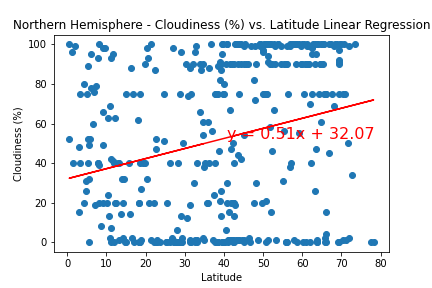 Northern Hemisphere - Cloudiness (%) vs. Latitude Linear Regression
100
80
60
40
20
0
Cloudiness (%)
y = 0.51x + 32.07
0 10 20 30 40 50 60 70 80
Latitude